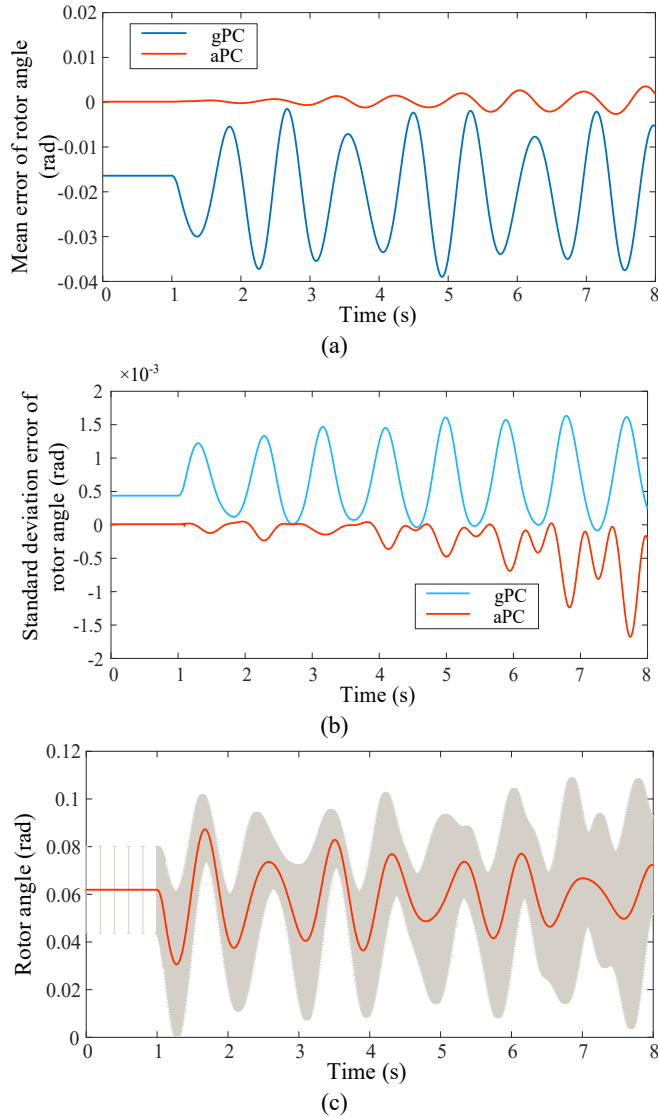 0.02
0.01
0
-0.01
-0.02
-0.03
-0.04
Mean error of rotor angle
(rad)
gPC
aPC
0 1 2 3 4 5 6 7 8
Time (s)
(a)
×10-3
2
1.5
1
0.5
0
-0.5
-1
-1.5
-2
Standard deviation error of
rotor angle (rad)
gPC
aPC
0 1 2 3 4 5 6 7 8
Time (s)
(b)
0.12
0.1
0.08
0.06
0.04
0.02
0
Rotor angle (rad)
0 1 2 3 4 5 6 7 8
Time (s)
(c)